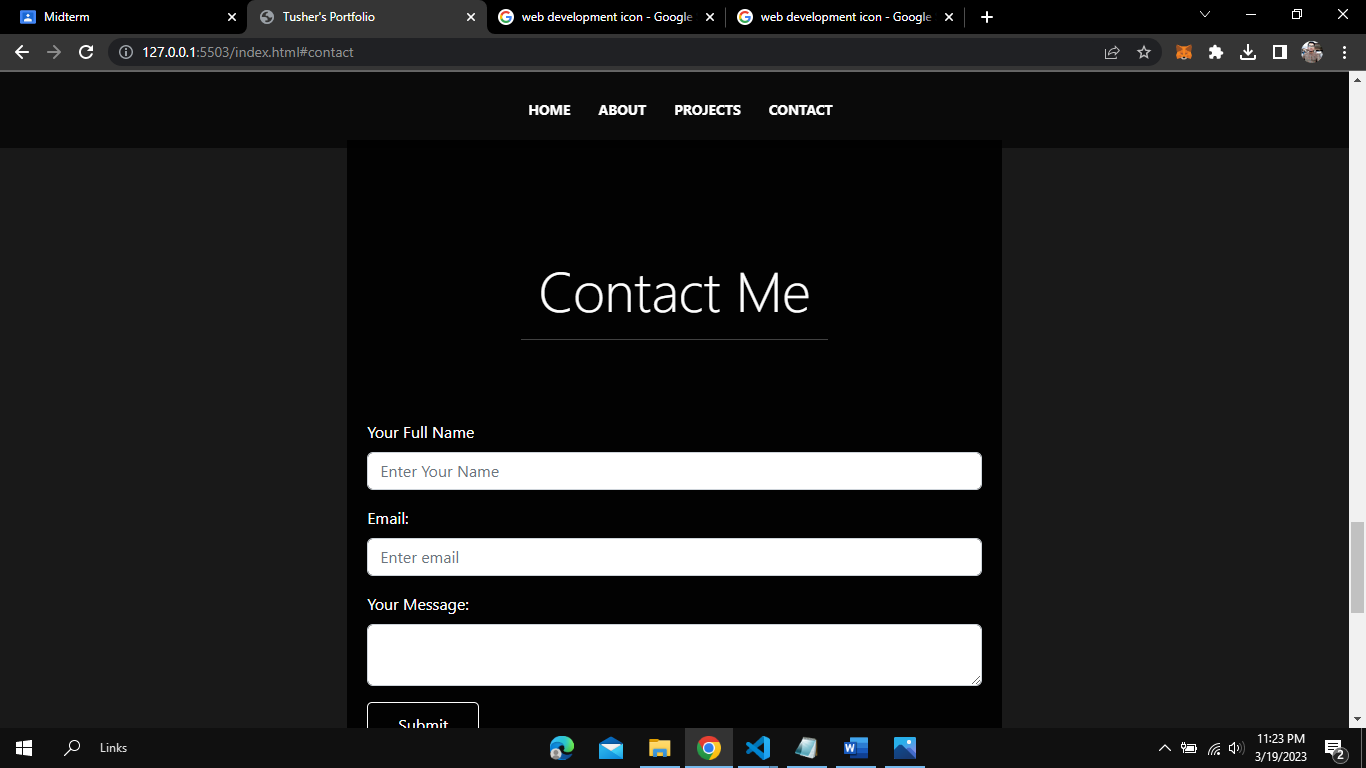 Midterm
Tusher's Portfolio
web development icon - Google
web development icon - Google
127.0.0.1:5503/index.html#contact
HOME ABOUT PROJECTS CONTACT
Contact Me
Your Full Name
Enter Your Name
Email:
Enter email
Your Message:
Submit
Links
11:23 PM
3/19/2023
2